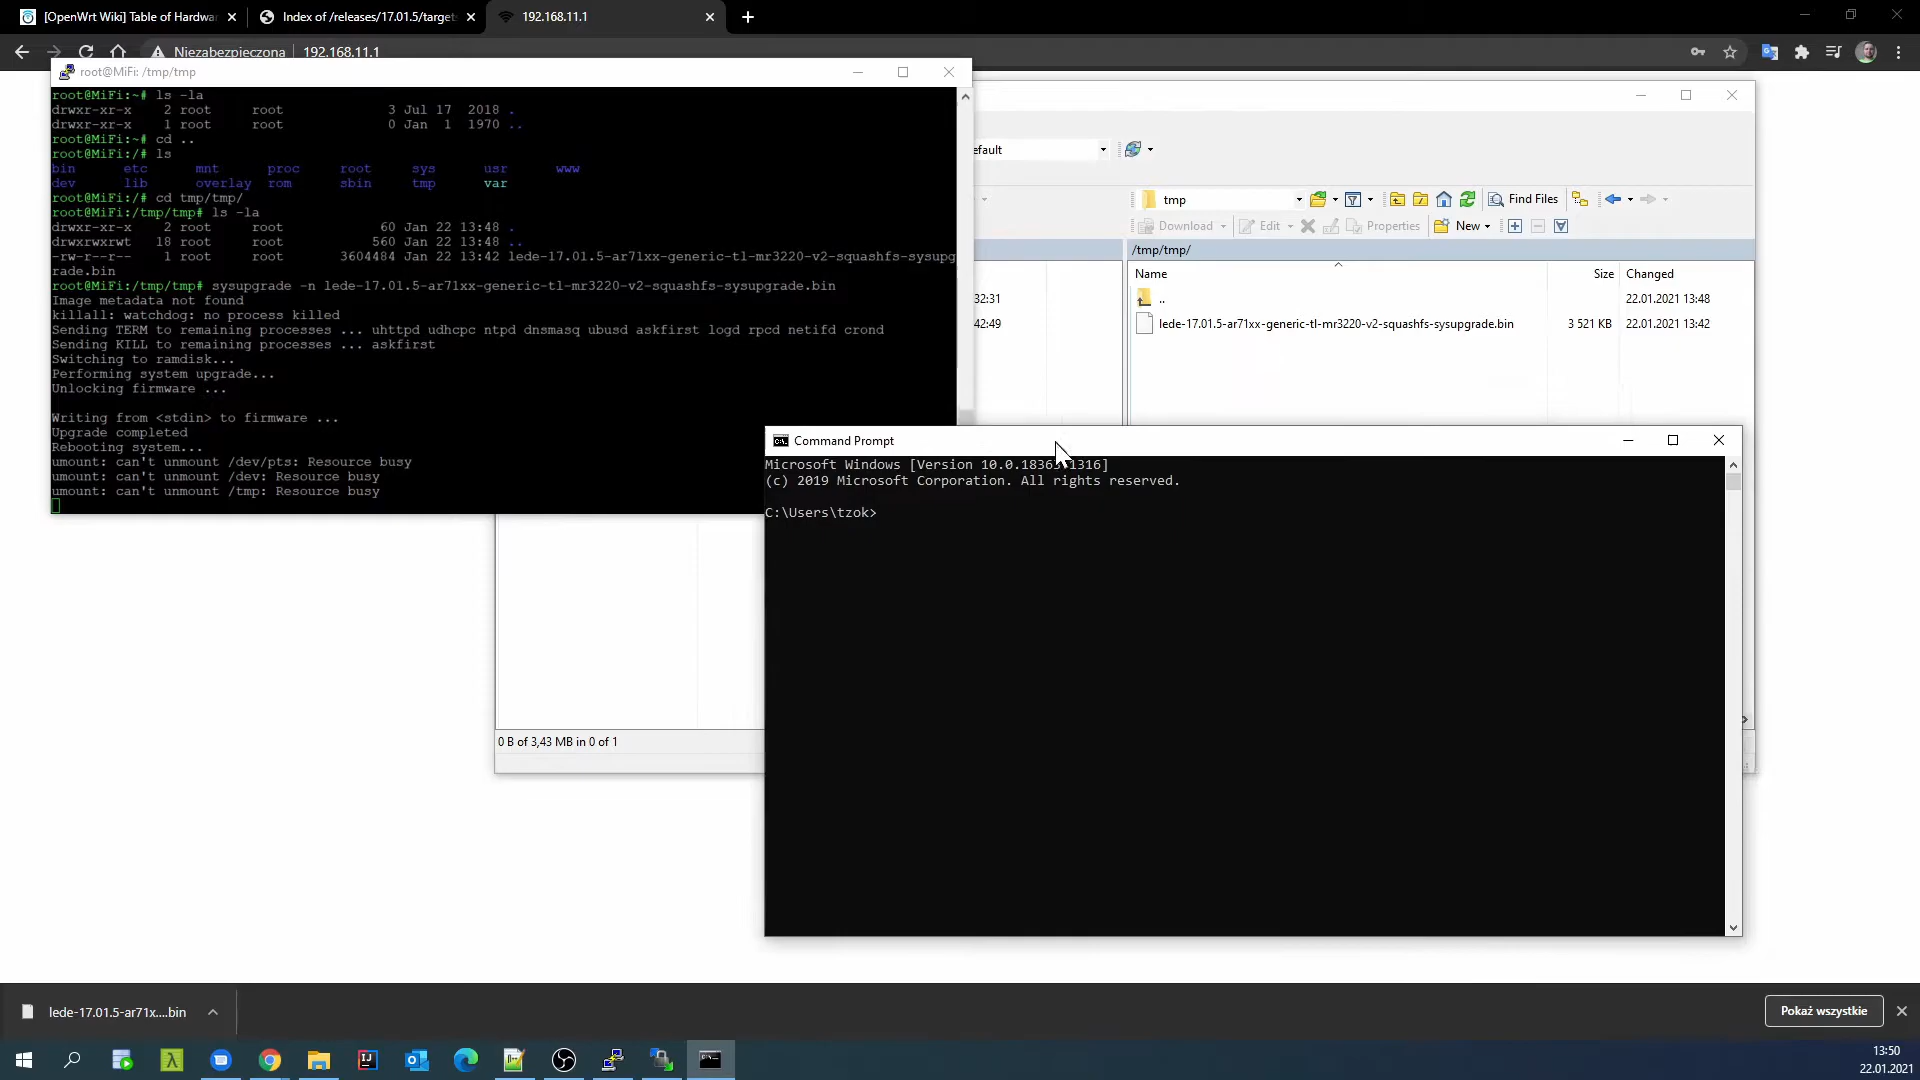 [OpenWrt Wiki] Table of Hardwar
Index of /releases/17.01.5/target
192.168.11.1
Niezabezpieczona
192.168.11.1
root@MiFi: /tmp/tmp
root@MiFi:~# ls -la
drwxr-xr-x 2 root root 3 Jul 17 2018 .
drwxr-xr-x 1 root root 0 Jan 1 1970 ..
root@MiFi:~# cd ..
root@MiFi:/# ls
bin etc mnt proc root sys usr www
dev lib overlay rom sbin tmp var
root@MiFi:/# cd tmp/tmp/
root@MiFi:/tmp/tmp# ls -la
drwxr-xr-x 2 root root 60 Jan 22 13:48 .
drwxrwxrwt 18 root root 560 Jan 22 13:48 ..
-rw-r--r-- 1 root root 3604484 Jan 22 13:42 lede-17.01.5-ar71xx-generic-tl-mr3220-v2-squashfs-sysupg
rade.bin
root@MiFi:/tmp/tmp# sysupgrade -n lede-17.01.5-ar71xx-generic-tl-mr3220-v2-squashfs-sysupgrade.bin
Image metadata not found
killall: watchdog: no process killed
Sending TERM to remaining processes ... uhttpd udhcpc ntpd dnsmasq ubusd askfirst logd rpcd netifd crond
Sending KILL to remaining processes ... askfirst
Switching to ramdisk...
Performing system upgrade...
Unlocking firmware ...
Writing from <stdin> to firmware ...
Upgrade completed
Rebooting system...
umount: can't unmount /dev/pts: Resource busy
umount: can't unmount /dev: Resource busy
umount: can't unmount /tmp: Resource busy
efault
tmp
Find Files
Download
Edit
Properties
New
/tmp/tmp/
Name Size Changed
32:31
.. 22.01.2021 13:48
42:49
lede-17.01.5-ar71xx-generic-tl-mr3220-v2-squashfs-sysupgrade.bin 3 521 KB 22.01.2021 13:42
0 B of 3,43 MB in 0 of 1
Command Prompt
Microsoft Windows [Version 10.0.18363.1316]
(c) 2019 Microsoft Corporation. All rights reserved.
C:\Users\tzok>
lede-17.01.5-ar71x....bin
Pokaż wszystkie
13:50
22.01.2021